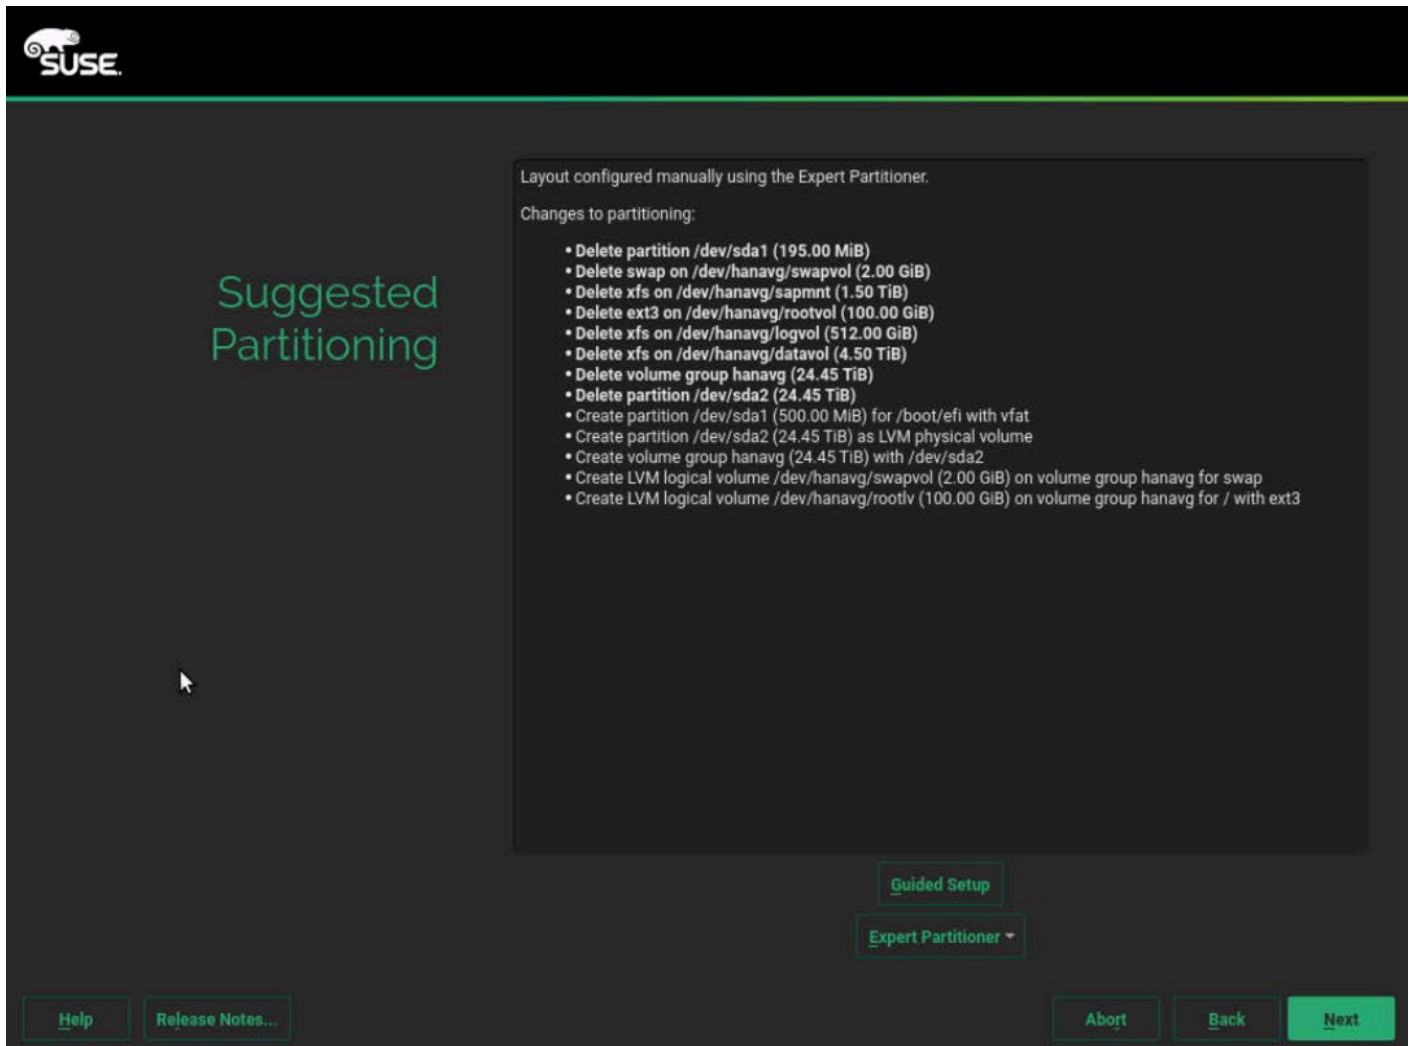 SUSE.
Suggested
Partitioning
Layout configured manually using the Expert Partitioner.
Changes to partitioning:
• Delete partition /dev/sda1 (195.00 MiB)
• Delete swap on /dev/hanavg/swapvol (2.00 GiB)
• Delete xfs on /dev/hanavg/sapmnt (1.50 TiB)
• Delete ext3 on /dev/hanavg/rootvol (100.00 GiB)
• Delete xfs on /dev/hanavg/logvol (512.00 GiB)
• Delete xfs on /dev/hanavg/datavol (4.50 TiB)
• Delete volume group hanavg (24.45 TiB)
• Delete partition /dev/sda2 (24.45 TiB)
• Create partition /dev/sda1 (500.00 MiB) for /boot/efi with vfat
• Create partition /dev/sda2 (24.45 TiB) as LVM physical volume
• Create volume group hanavg (24.45 TiB) with /dev/sda2
• Create LVM logical volume /dev/hanavg/swapvol (2.00 GiB) on volume group hanavg for swap
• Create LVM logical volume /dev/hanavg/rootlv (100.00 GiB) on volume group hanavg for / with ext3
Guided Setup
Expert Partitioner
Help
Release Notes...
Abort
Back
Next